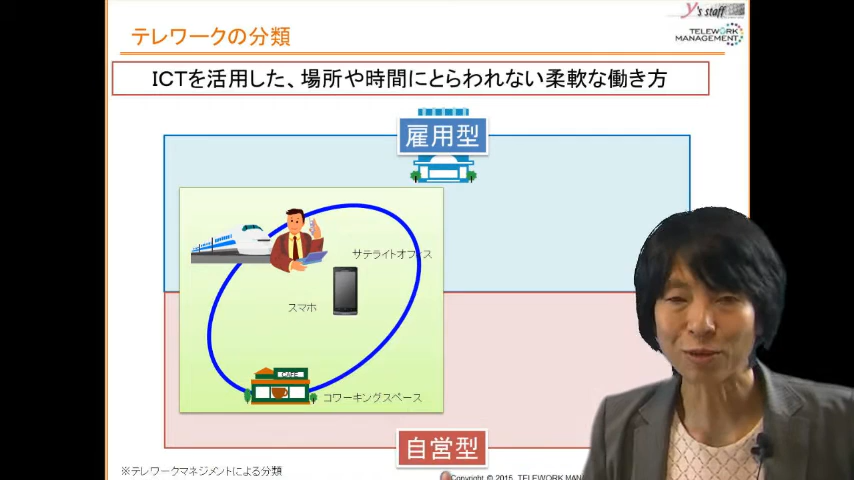 y's staff
テレワークの分類
TELEWORK
MANAGEMENT
ICTを活用した、場所や時間にとらわれない柔軟な働き方
雇用型
サテライトオフィス
スマホ
CAFE
コワーキングスペース
自営型
※テレワークマネジメントによる分類
Copyright © 2015 TELEWORK MAN